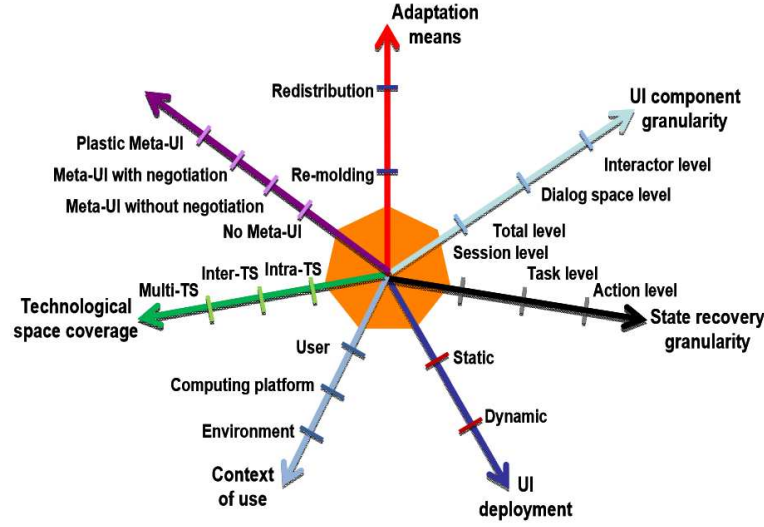 Adaptation
means
Redistribution
Re-molding
UI component
granularity
Interactor level
Dialog space level
Total level
Plastic Meta-UI
Meta-UI with negotiation
Meta-UI without negotiation
No Meta-UI
Session level
Task level
Action level
State recovery
granularity
Multi-TS
Inter-TS
Intra-TS
Technological
space coverage
User
Computing platform
Environment
Context
of use
Static
Dynamic
UI
deployment